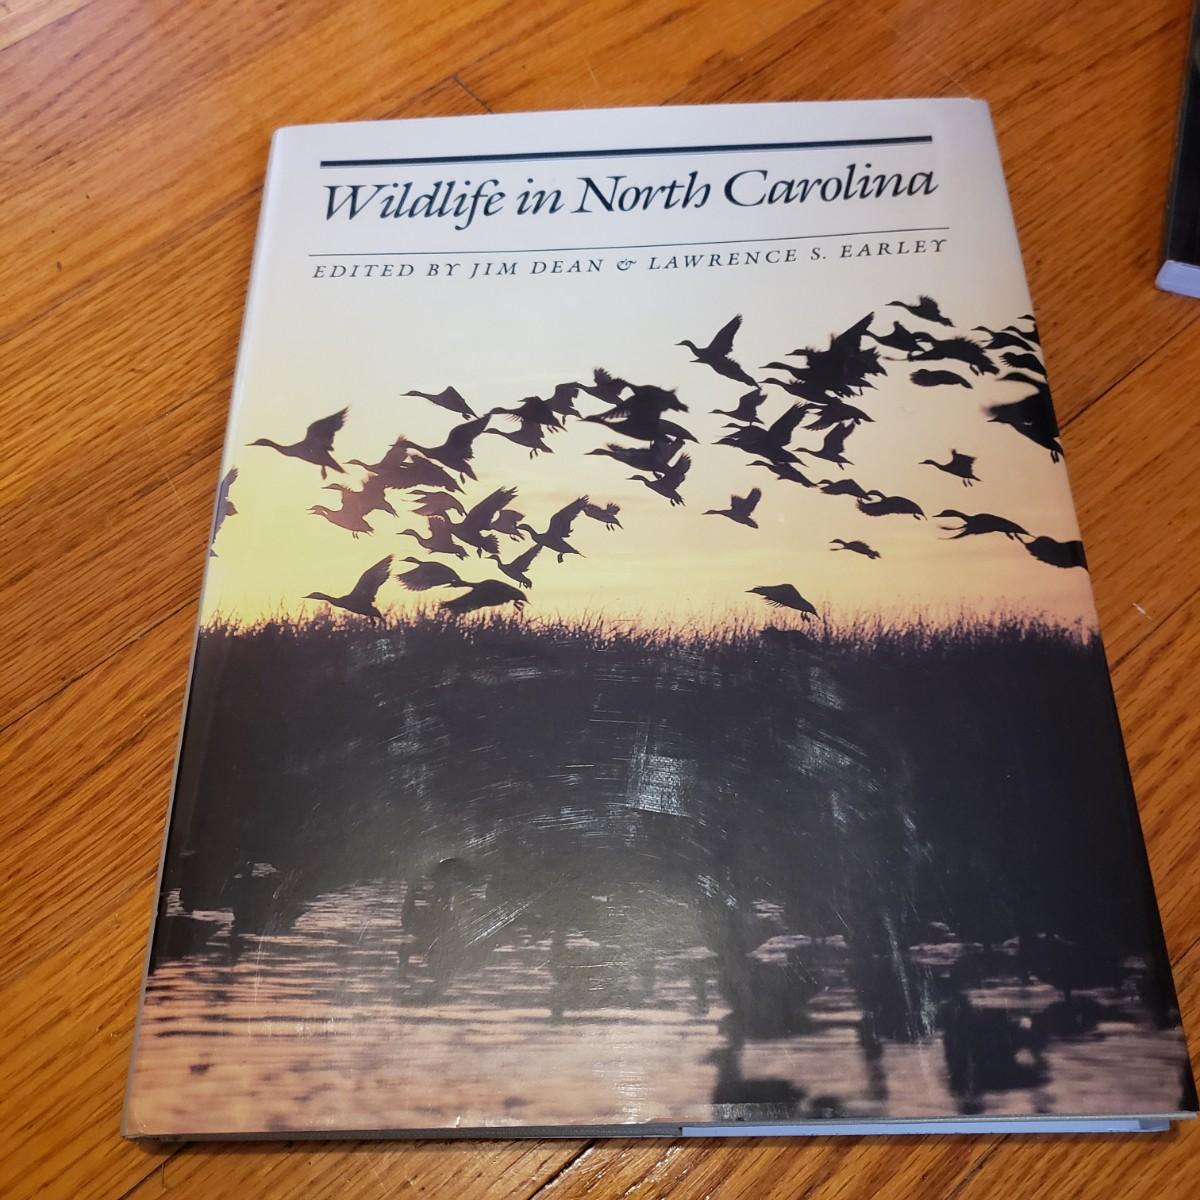 Wildlife in North Carolina
EDITED BY JIM DEAN & LAWRENCE S. EARLEY